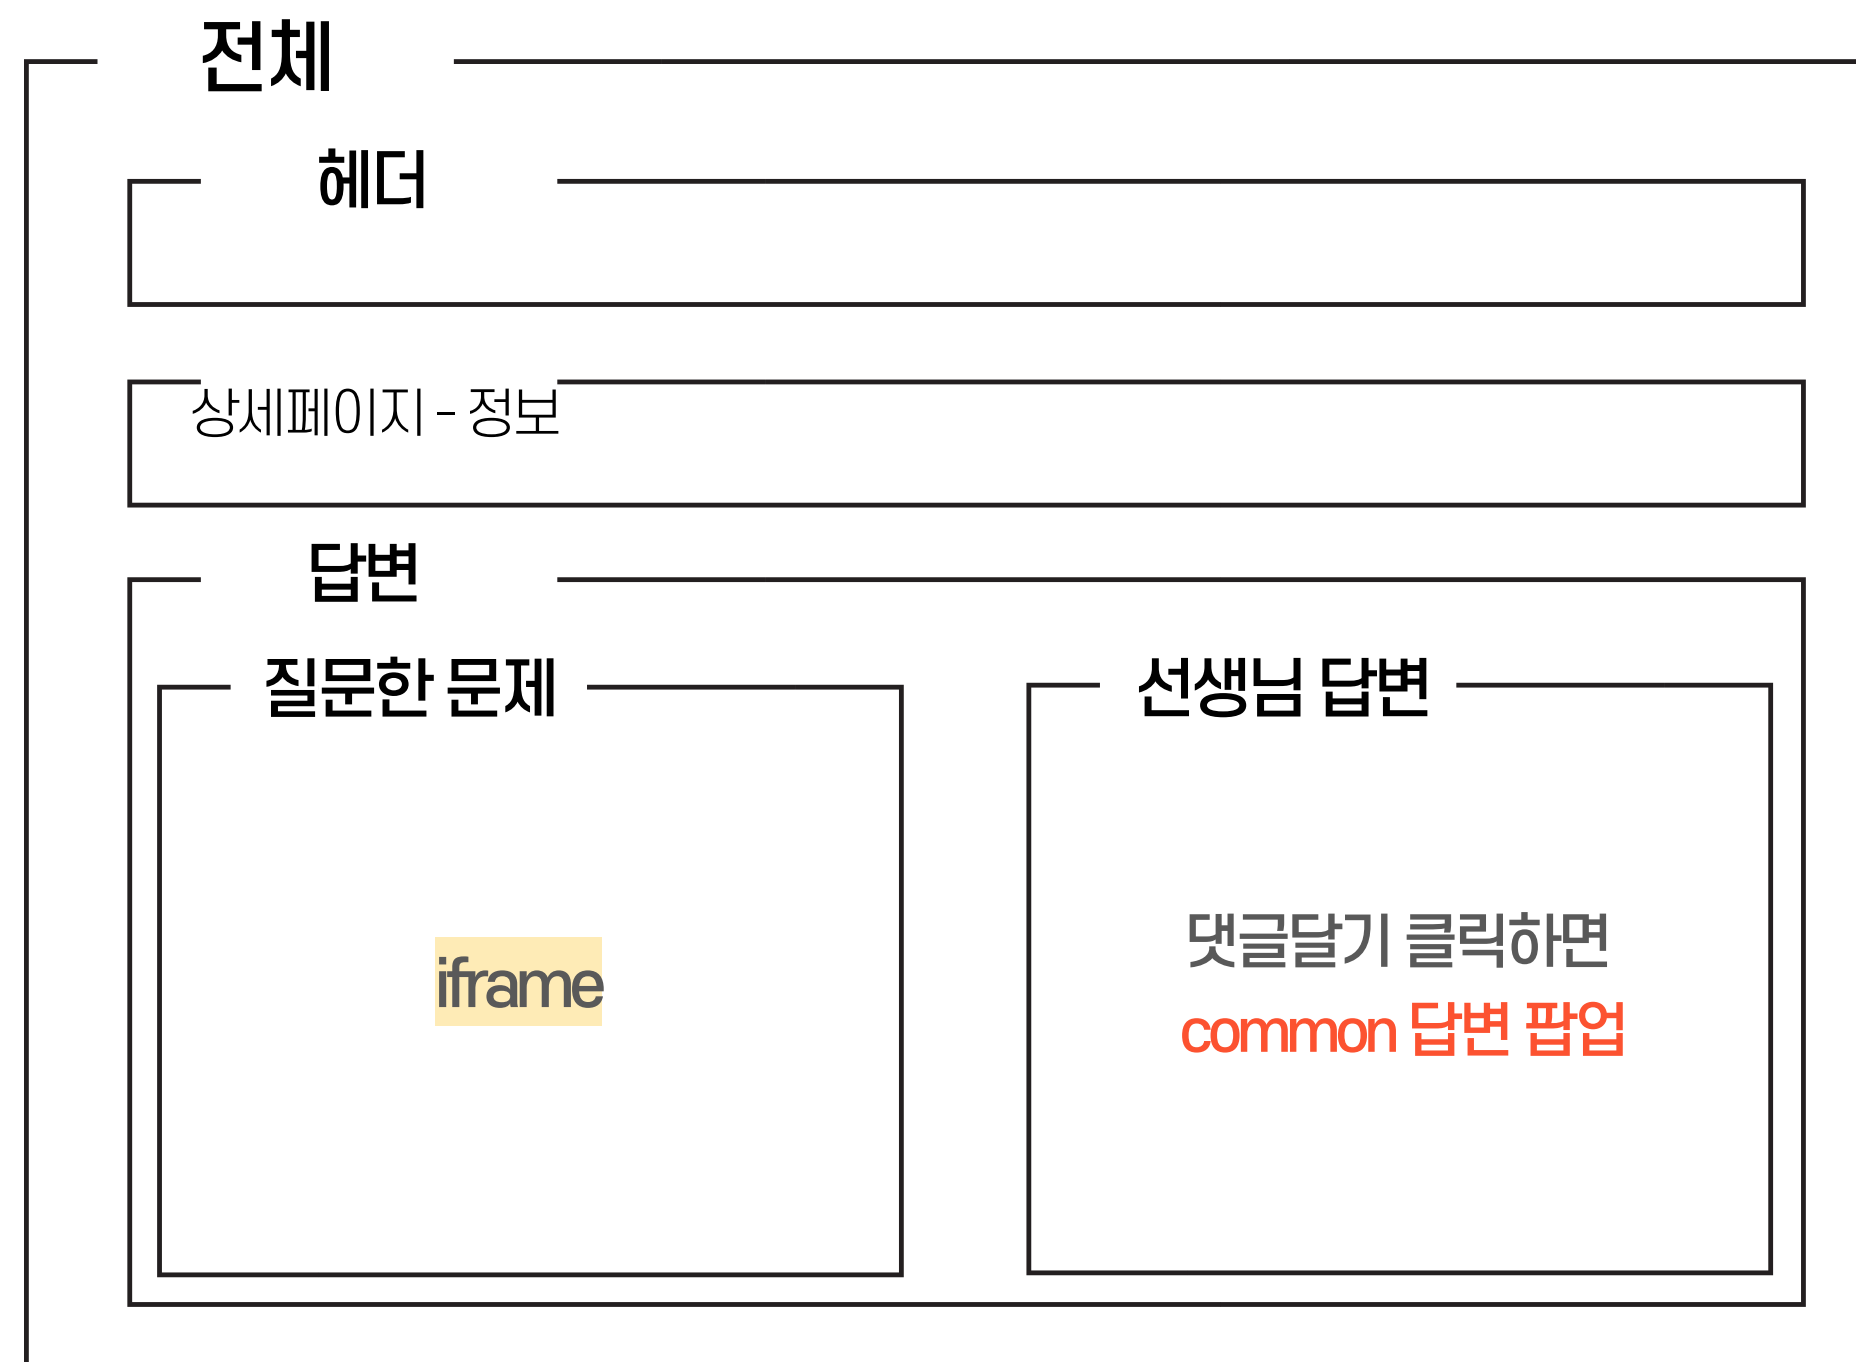 전체
헤더
상세페이지 - 정보
답변
질문한 문제
선생님 답변
iframe
댓글달기 클릭하면
common 답변 팝업